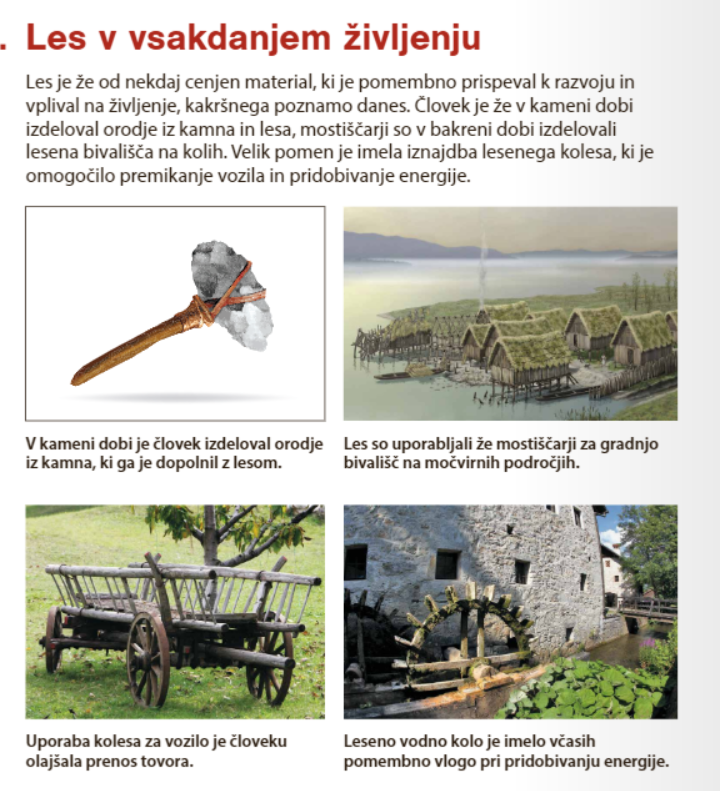 . Les v vsakdanjem življenju
Les je že od nekdaj cenjen material, ki je pomembno prispeval k razvoju in
vplival na življenje, kakršnega poznamo danes. Človek je že v kameni dobi
izdeloval orodje iz kamna in lesa, mostiščarji so v bakreni dobi izdelovali
lesena bivališča na kolih. Velik pomen je imela iznajdba lesenega kolesa, ki je
omogočilo premikanje vozila in pridobivanje energije.
V kameni dobi je človek izdeloval orodje
iz kamna, ki ga je dopolnil z lesom.
Les so uporabljali že mostiščarji za gradnjo
bivališč na močvirnih področjih.
Uporaba kolesa za vozilo je človeku
olajšala prenos tovora.
Leseno vodno kolo je imelo včasih
pomembno vlogo pri pridobivanju energije.